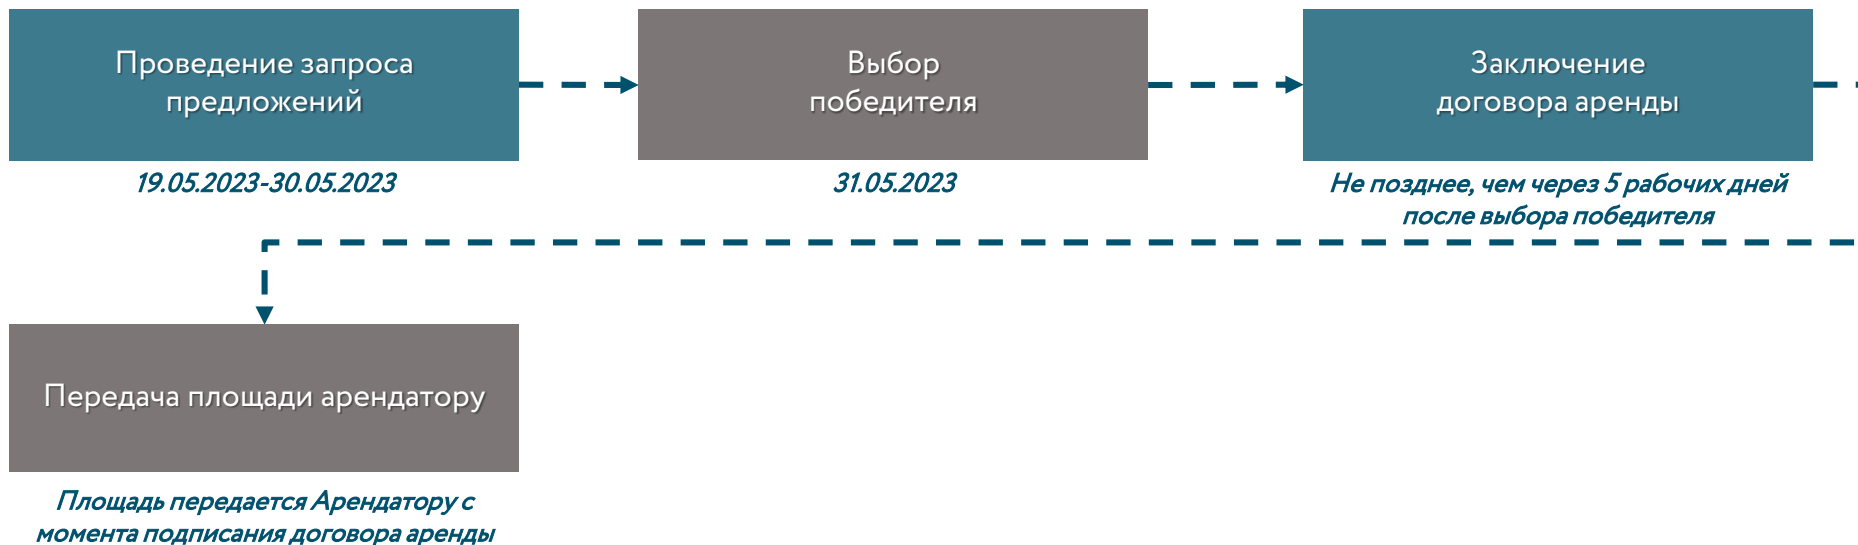 Проведение запроса
предложений
19.05.2023-30.05.2023
Выбор
победителя
31.05.2023
Заключение
договора аренды
Не позднее, чем через 5 рабочих дней
после выбора победителя
Передача площади арендатору
Площадь передается Арендатору с
момента подписания договора аренды